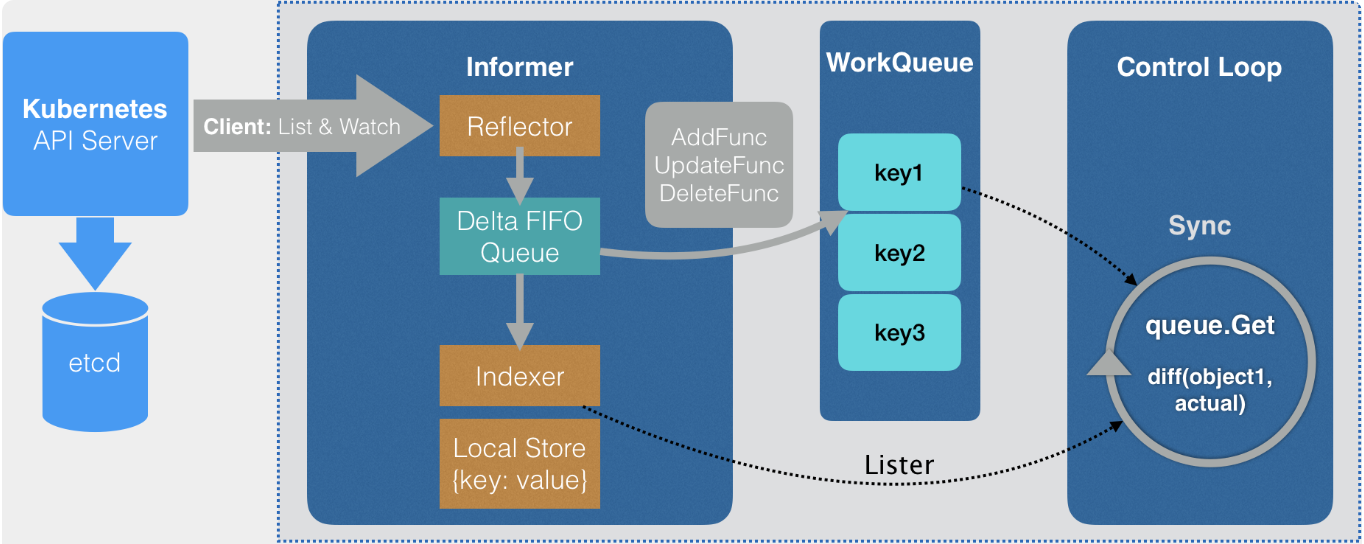 Kubernetes
API Server
etcd
Client: List & Watch
Informer
Reflector
Delta FIFO
Queue
Indexer
Local Store
{key: value}
AddFunc
UpdateFunc
DeleteFunc
WorkQueue
key1
key2
key3
Lister
Control Loop
Sync
queue.Get
diff(object1,
actual)